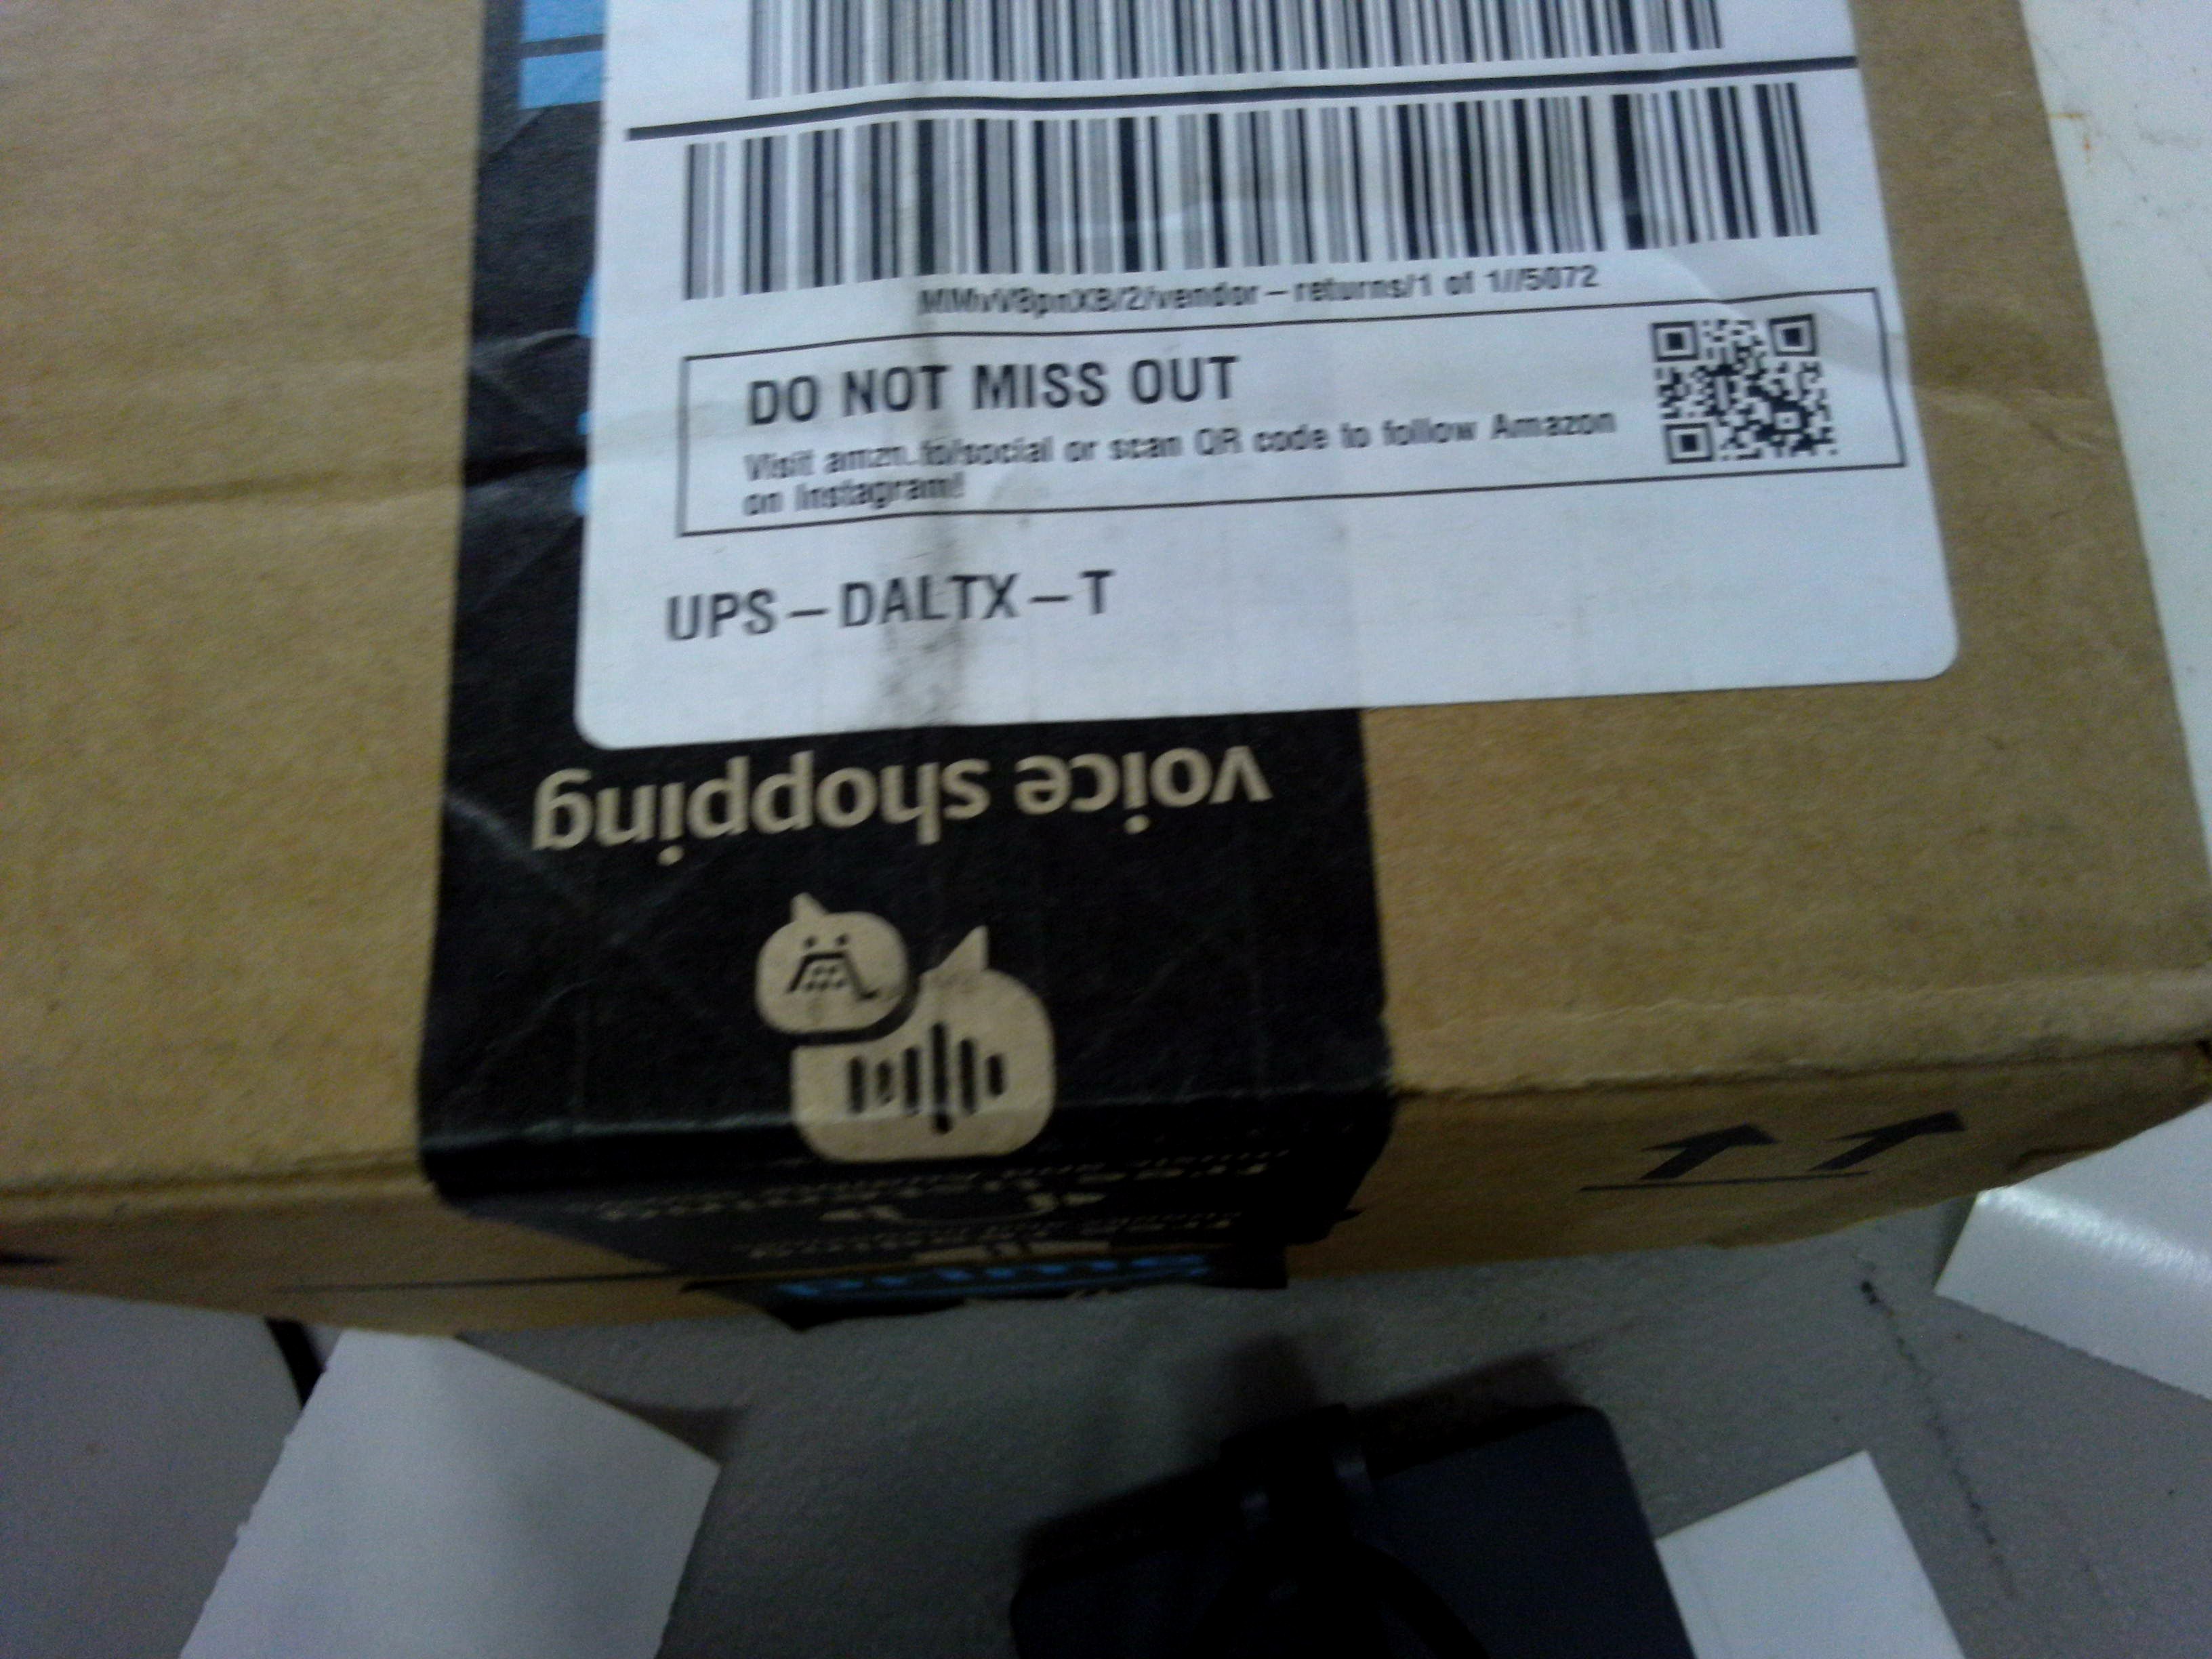 MMvV8pnXB/2/vendor-returns/1 of 1//5072
DO NOT MISS OUT
Visit amzn.to/social or scan QR code to follow Amazon
on Instagram!
UPS-DALTX-T
voice shopping